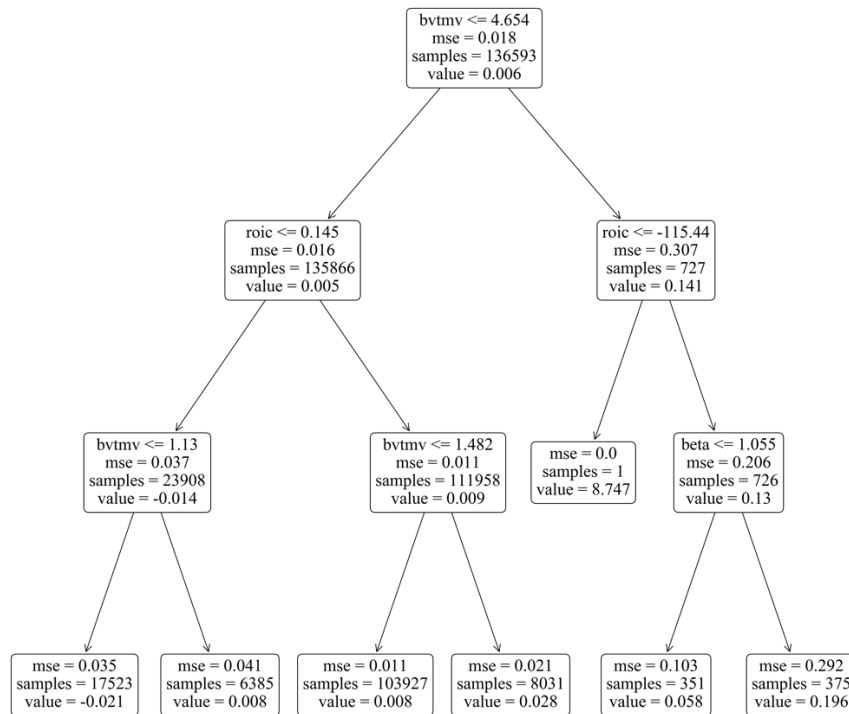 bvtmv <= 4.654
mse = 0.018
samples = 136593
value = 0.006
roic <= 0.145
mse = 0.016
samples = 135866
value = 0.005
roic <= -115.44
mse = 0.307
samples = 727
value = 0.141
bvtmv <= 1.13
mse = 0.037
samples = 23908
value = -0.014
bvtmv <= 1.482
mse = 0.011
samples = 111958
value = 0.009
mse = 0.0
samples = 1
value = 8.747
beta <= 1.055
mse = 0.206
samples = 726
value = 0.13
mse = 0.035
samples = 17523
value = -0.021
mse = 0.041
samples = 6385
value = 0.008
mse = 0.011
samples = 103927
value = 0.008
mse = 0.021
samples = 8031
value = 0.028
mse = 0.103
samples = 351
value = 0.058
mse = 0.292
samples = 375
value = 0.196